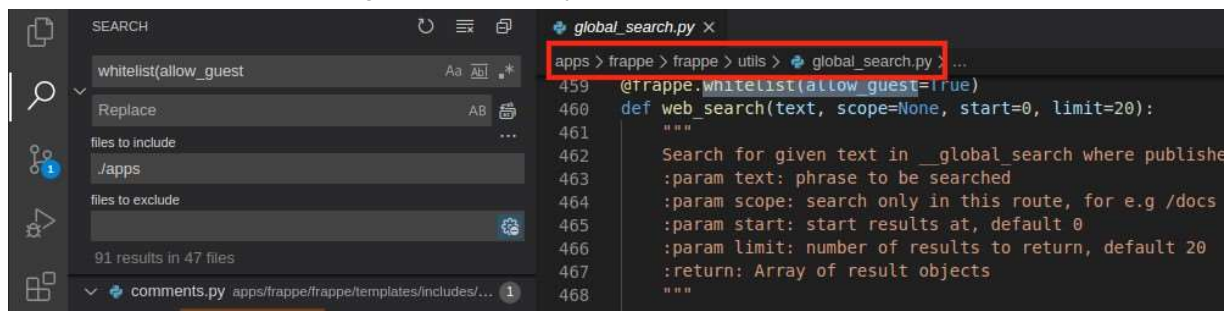 SEARCH
whitelist(allow_guest
Aa Abl .*
Replace
AB
files to include
...
./apps
files to exclude
91 results in 47 files
comments.py apps/frappe/frappe/templates/includes/... 1
1
global_search.py ×
apps > frappe > frappe > utils > global_search.py > ...
459 @frappe.whitelist(allow_guest=True)
460 def web_search(text, scope=None, start=0, limit=20):
461 """
462 Search for given text in __global_search where publishe
463 :param text: phrase to be searched
464 :param scope: search only in this route, for e.g /docs
465 :param start: start results at, default 0
466 :param limit: number of results to return, default 20
467 :return: Array of result objects
468 """